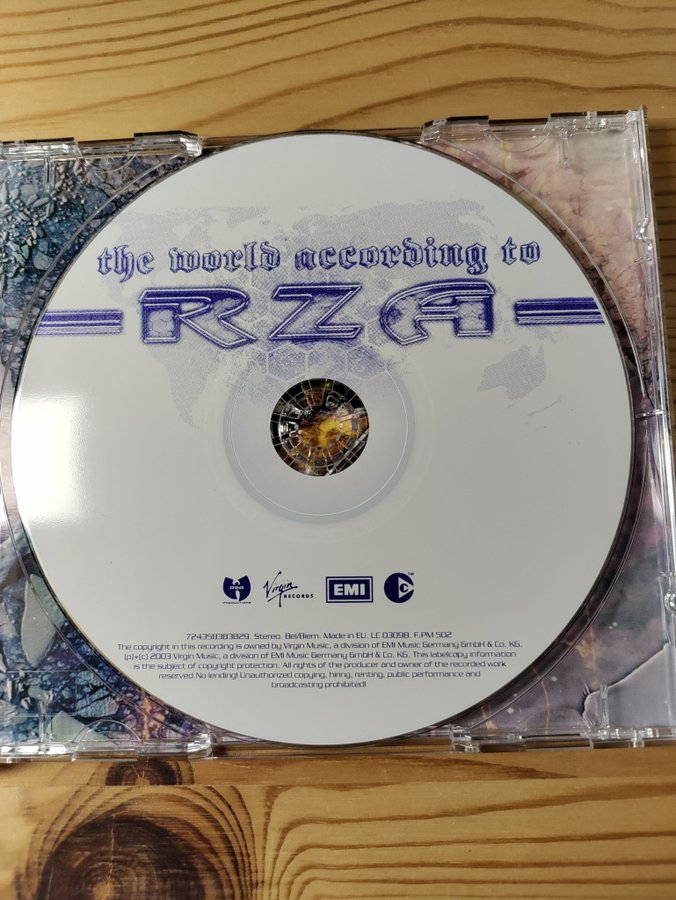 the world according to
RZA
Virgin
RECORDS
EMI
TM
724358383829. Stereo. Bel/Biem. Made in EU. LC 03098. F:PM 502
The copyright in this recording is owned by Virgin Music, a division of EMI Music Germany GmbH & Co. KG.
(p)+(c) 2003 Virgin Music, a division of EMI Music Germany GmbH & Co. KG. This labelcopy information
is the subject of copyright protection. All rights of the producer and owner of the recorded work
reserved.No lending! Unauthorized copying, hiring, renting, public performance and
broadcasting prohibited!